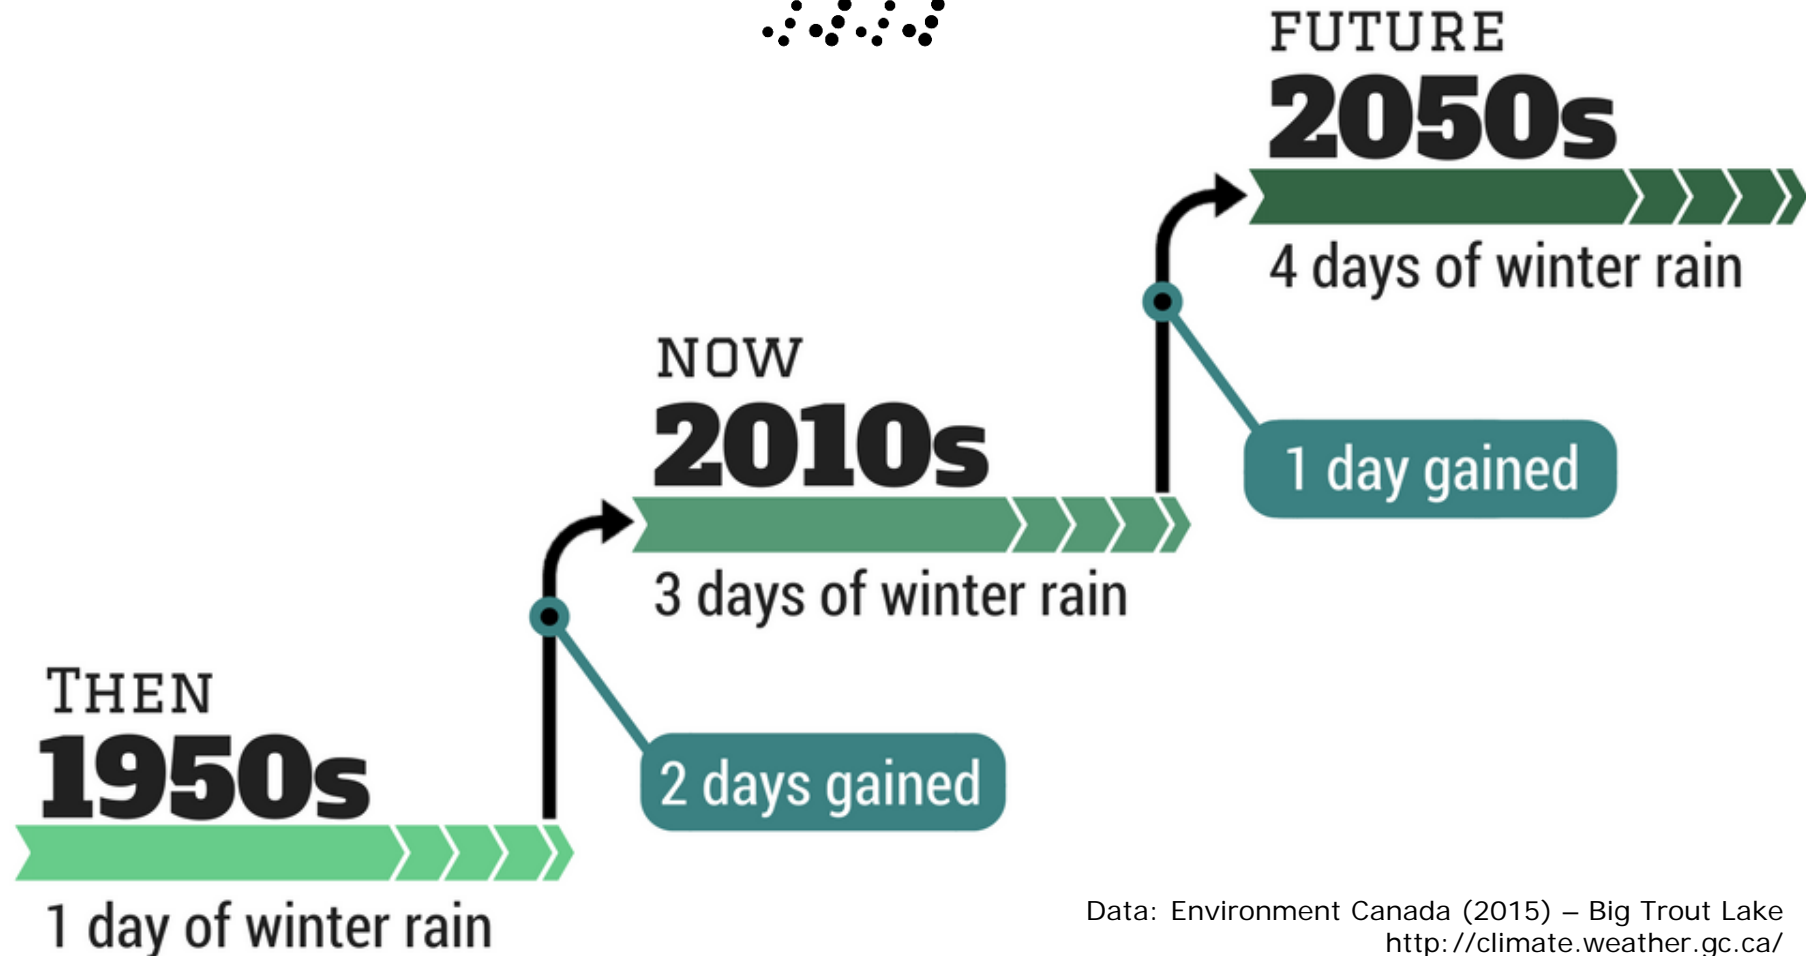 FUTURE
2050s
4 days of winter rain
1 day gained
NOW
2010s
3 days of winter rain
2 days gained
THEN
1950s
1 day of winter rain
Data: Environment Canada (2015) – Big Trout Lake
http://climate.weather.gc.ca/